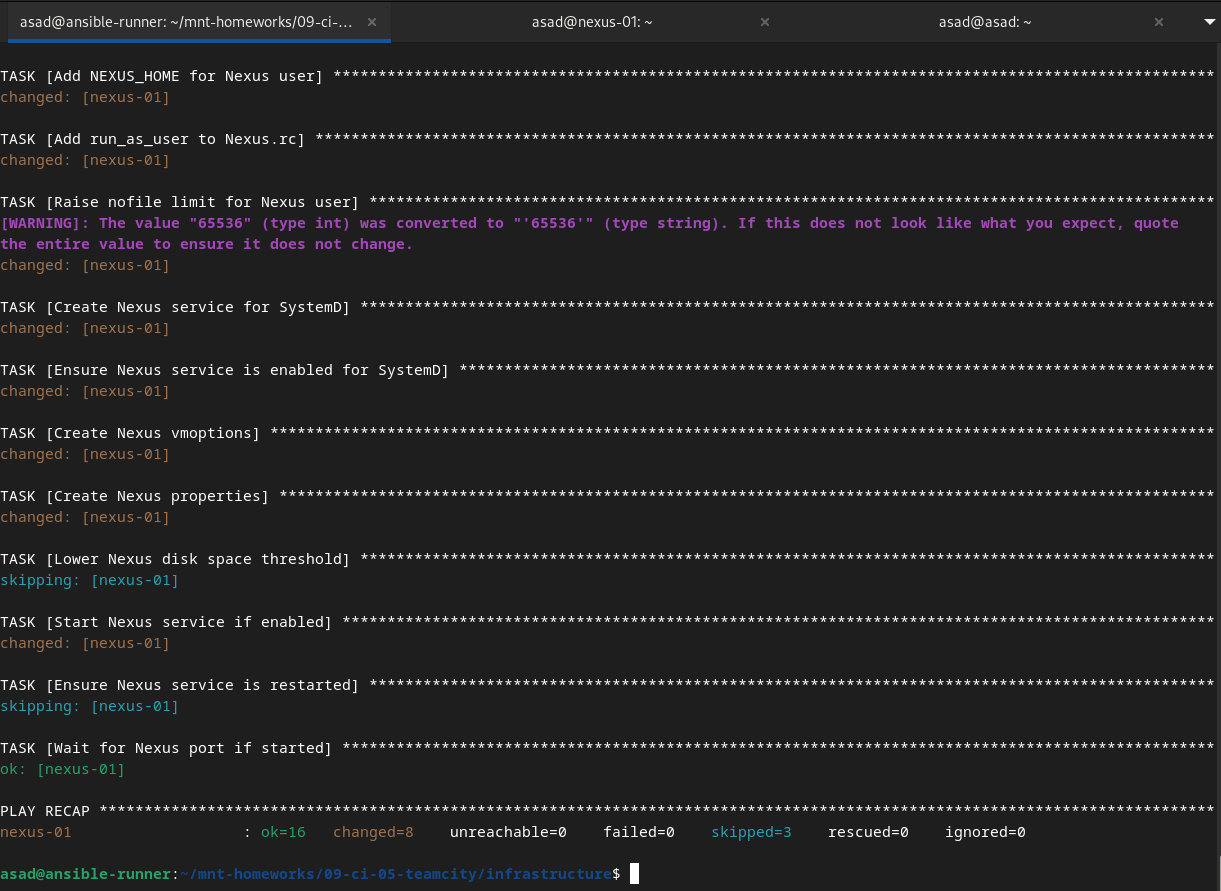 asad@ansible-runner: ~/mnt-homeworks/09-ci-... × asad@nexus-01: ~ × asad@asad: ~ ×
TASK [Add NEXUS_HOME for Nexus user] **************************************************************************************************
changed: [nexus-01]
TASK [Add run_as_user to Nexus.rc] ****************************************************************************************************
changed: [nexus-01]
TASK [Raise nofile limit for Nexus user] **********************************************************************************************
[WARNING]: The value "65536" (type int) was converted to "'65536'" (type string). If this does not look like what you expect, quote
the entire value to ensure it does not change.
changed: [nexus-01]
TASK [Create Nexus service for SystemD] ***********************************************************************************************
changed: [nexus-01]
TASK [Ensure Nexus service is enabled for SystemD] ************************************************************************************
changed: [nexus-01]
TASK [Create Nexus vmoptions] *********************************************************************************************************
changed: [nexus-01]
TASK [Create Nexus properties] ********************************************************************************************************
changed: [nexus-01]
TASK [Lower Nexus disk space threshold] ***********************************************************************************************
skipping: [nexus-01]
TASK [Start Nexus service if enabled] *************************************************************************************************
changed: [nexus-01]
TASK [Ensure Nexus service is restarted] **********************************************************************************************
skipping: [nexus-01]
TASK [Wait for Nexus port if started] *************************************************************************************************
ok: [nexus-01]
PLAY RECAP ****************************************************************************************************************************
nexus-01                   : ok=16   changed=8    unreachable=0    failed=0    skipped=3    rescued=0    ignored=0
asad@ansible-runner:~/mnt-homeworks/09-ci-05-teamcity/infrastructure$